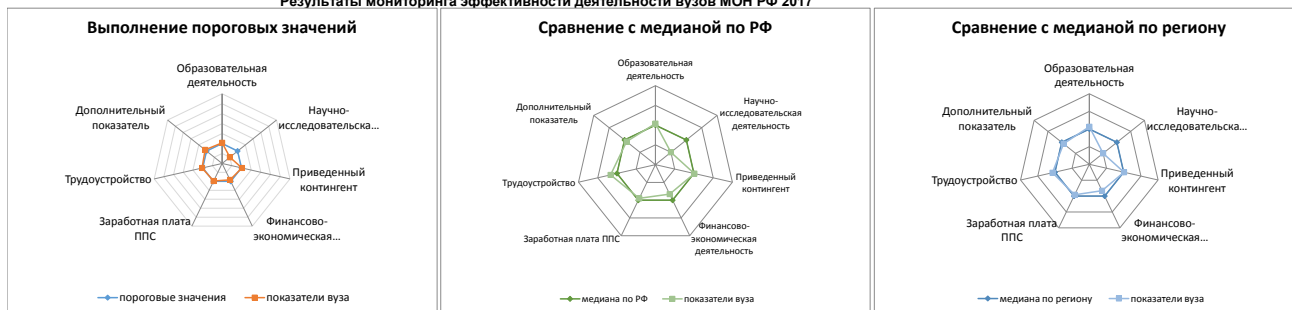 Результаты мониторинга эффективности деятельности вузов МОН РФ 2017
Выполнение пороговых значений
Образовательная
деятельность
Научно-
исследовательска...
Приведенный
контингент
Финансово-
экономическая...
Заработная плата
ППС
Трудоустройство
Дополнительный
показатель
пороговые значения
показатели вуза
Сравнение с медианой по РФ
Образовательная
деятельность
Научно-
исследовательская
деятельность
Приведенный
контингент
Финансово-
экономическая
деятельность
Заработная плата ППС
Трудоустройство
Дополнительный
показатель
медиана по РФ
показатели вуза
Сравнение с медианой по региону
Образовательная
деятельность
Научно-
исследовательска...
Приведенный
контингент
Финансово-
экономическая...
Заработная плата
ППС
Трудоустройство
Дополнительный
показатель
медиана по региону
показатели вуза